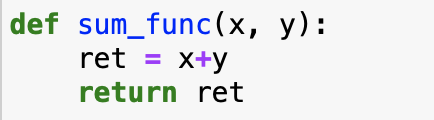 def sum_func(x, y):
    ret = x+y
    return ret